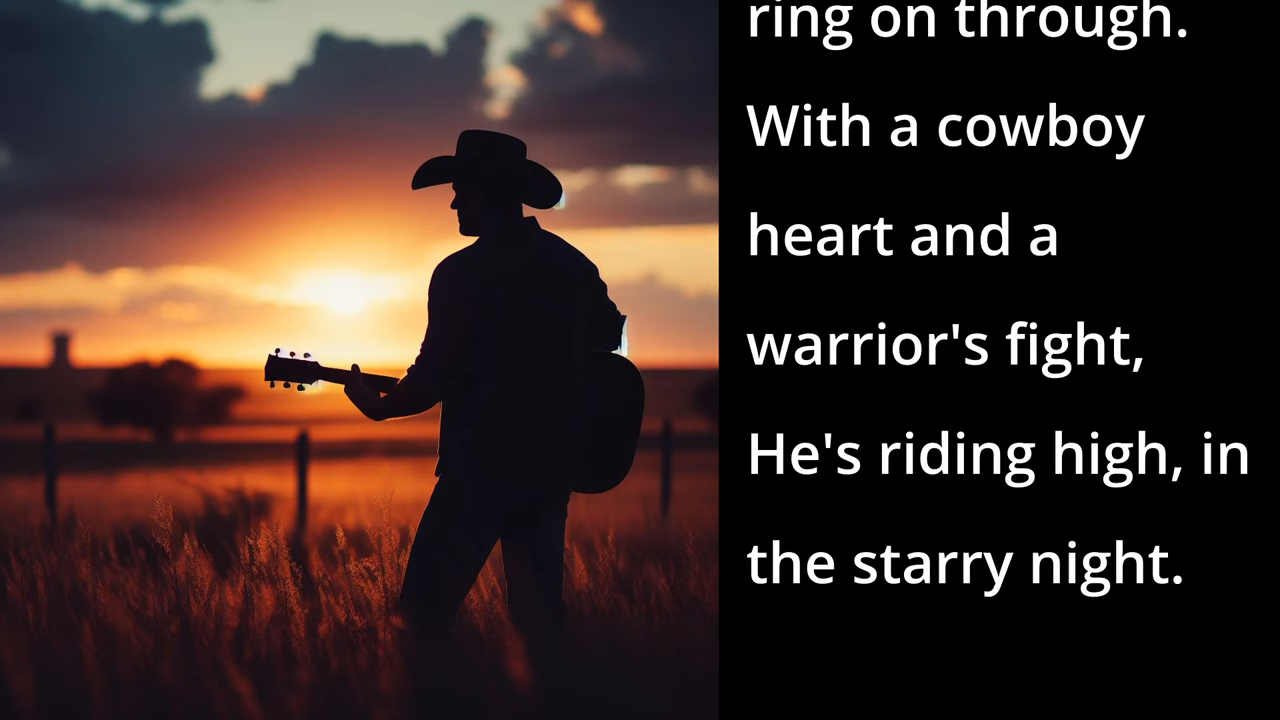 ring on through.
With a cowboy
heart and a
warrior's fight,
He's riding high, in
the starry night.